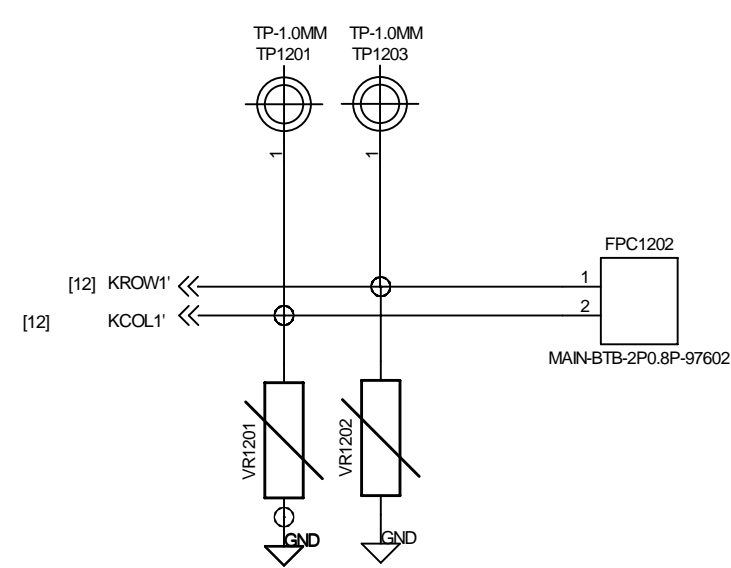 TP-1.0MM TP-1.0MM
TP1201 TP1203
1 1
FPC1202
[12] KROW1' 1
[12] KCOL1' 2
MAIN-BTB-2P0.8P-97602
VR1201 VR1202
GND GND